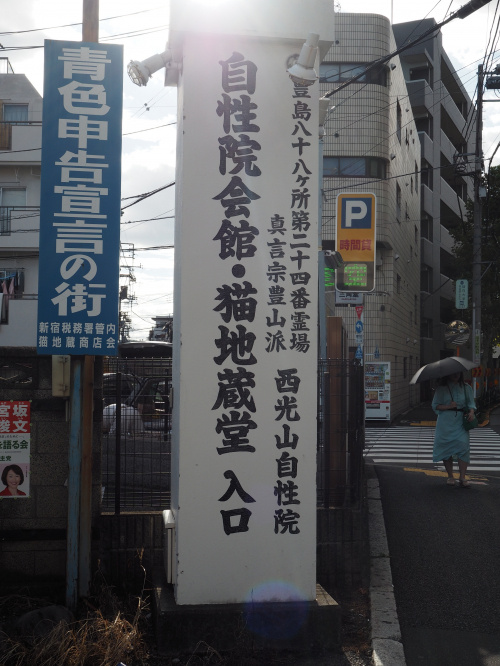 青色申告宣言の街
新宿税務署管内
猫地蔵商店会
豊島八十八ケ所第二十四番霊場
真言宗豊山派
西光山自性院
自性院会館・猫地蔵堂 入口
P
時間貸